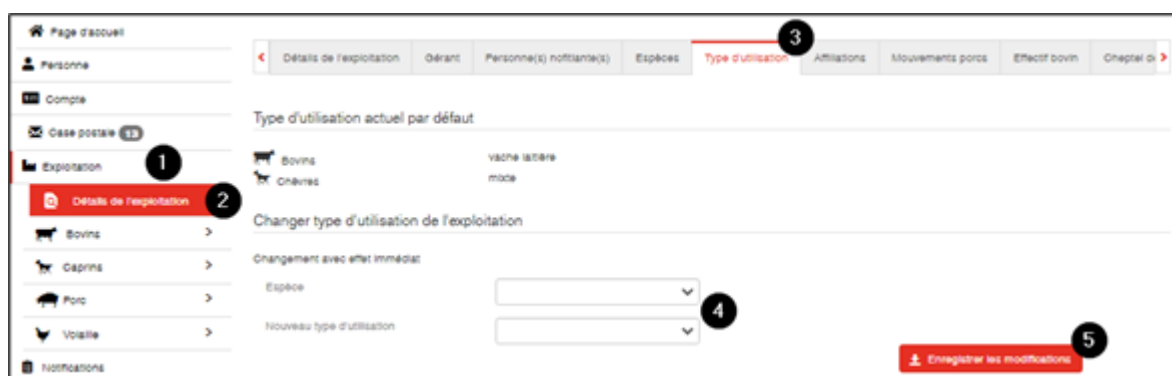 Page d'accueil
Personne
Compte
Case postale 13
Exploitation 1
Détails de l'exploitation 2
Bovins
Caprins
Porc
Volaille
Notifications
3
Détails de l'exploitation Gérant Personne(s) notifiante(s) Espèces Type d'utilisation Affiliations Mouvements porcs Effectif bovin Cheptel de
Type d'utilisation actuel par défaut
Bovins vache laitière
Chèvres mixte
Changer type d'utilisation de l'exploitation
Changement avec effet immédiat
Espèce
4
Nouveau type d'utilisation
5
Enregistrer les modifications